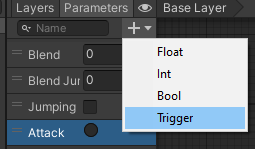 Layers Parameters Base Layer
Name
Float
Blend 0
Int
Blend Jur 0
Bool
Jumping
Trigger
Attack